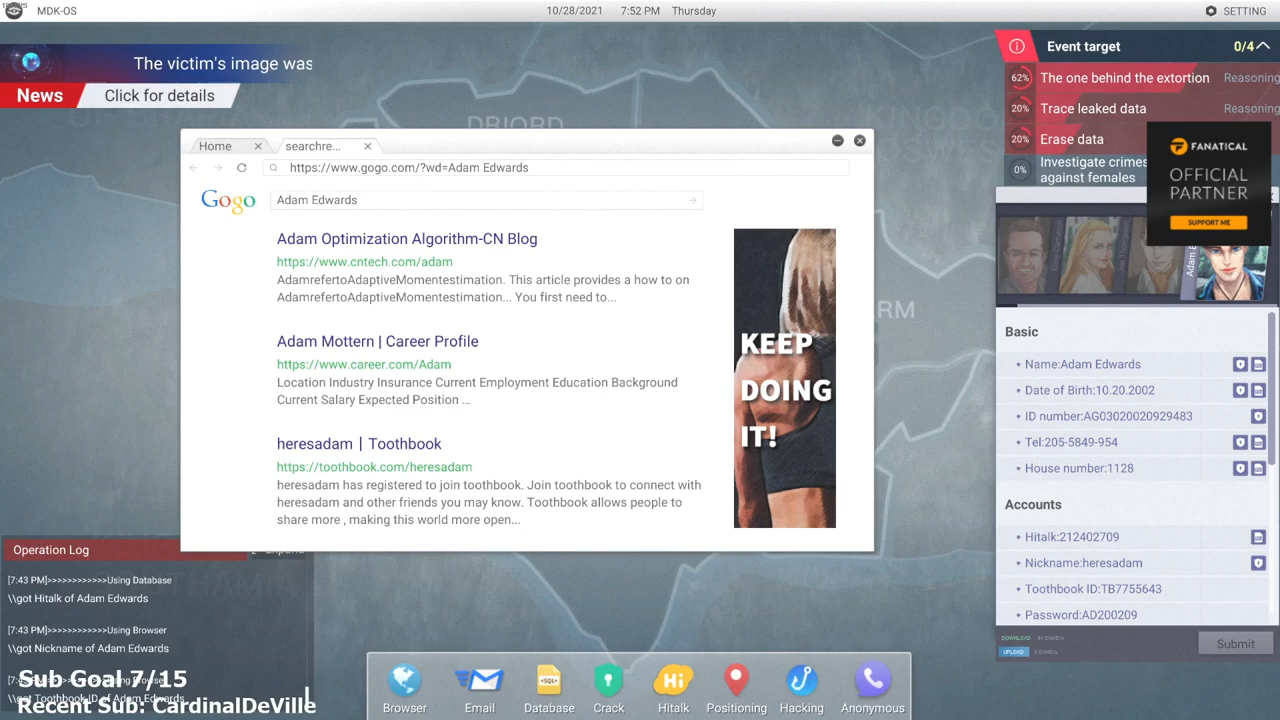 MDK-OS
10/28/2021 7:52 PM Thursday
SETTING
The victim's image was
News
Click for details
Event target
0/4
62% The one behind the extortion Reasoning
20% Trace leaked data Reasoning
20% Erase data
0% Investigate crimes
against females
FANATICAL
OFFICIAL
PARTNER
SUPPORT ME
Home
searchre...
https://www.gogo.com/?wd=Adam Edwards
Gogo
Adam Edwards
Adam Optimization Algorithm-CN Blog
https://www.cntech.com/adam
AdamrefertoAdaptiveMomentestimation. This article provides a how to on
AdamrefertoAdaptiveMomentestimation... You first need to...
Adam Mottern | Career Profile
https://www.career.com/Adam
Location Industry Insurance Current Employment Education Background
Current Salary Expected Position ...
heresadam | Toothbook
https://toothbook.com/heresadam
heresadam has registered to join toothbook. Join toothbook to connect with
heresadam and other friends you may know. Toothbook allows people to
share more , making this world more open...
KEEP
DOING
IT!
Adam E
Basic
• Name:Adam Edwards
• Date of Birth:10.20.2002
• ID number:AG03020020929483
• Tel:205-5849-954
• House number:1128
Accounts
• Hitalk:212402709
• Nickname:heresadam
• Toothbook ID:TB7755643
• Password:AD200209
DOWNLOAD
UPLOAD
Submit
Operation Log
[7:43 PM]>>>>>>>>>>>>Using Database
\\got Hitalk of Adam Edwards
[7:43 PM]>>>>>>>>>>>>Using Browser
\\got Nickname of Adam Edwards
\\got Toothbook ID of Adam Edwards
Sub Goal 7/15
Recent Sub: CardinalDeVille
Browser
Email
Database
Crack
Hitalk
Positioning
Hacking
Anonymous